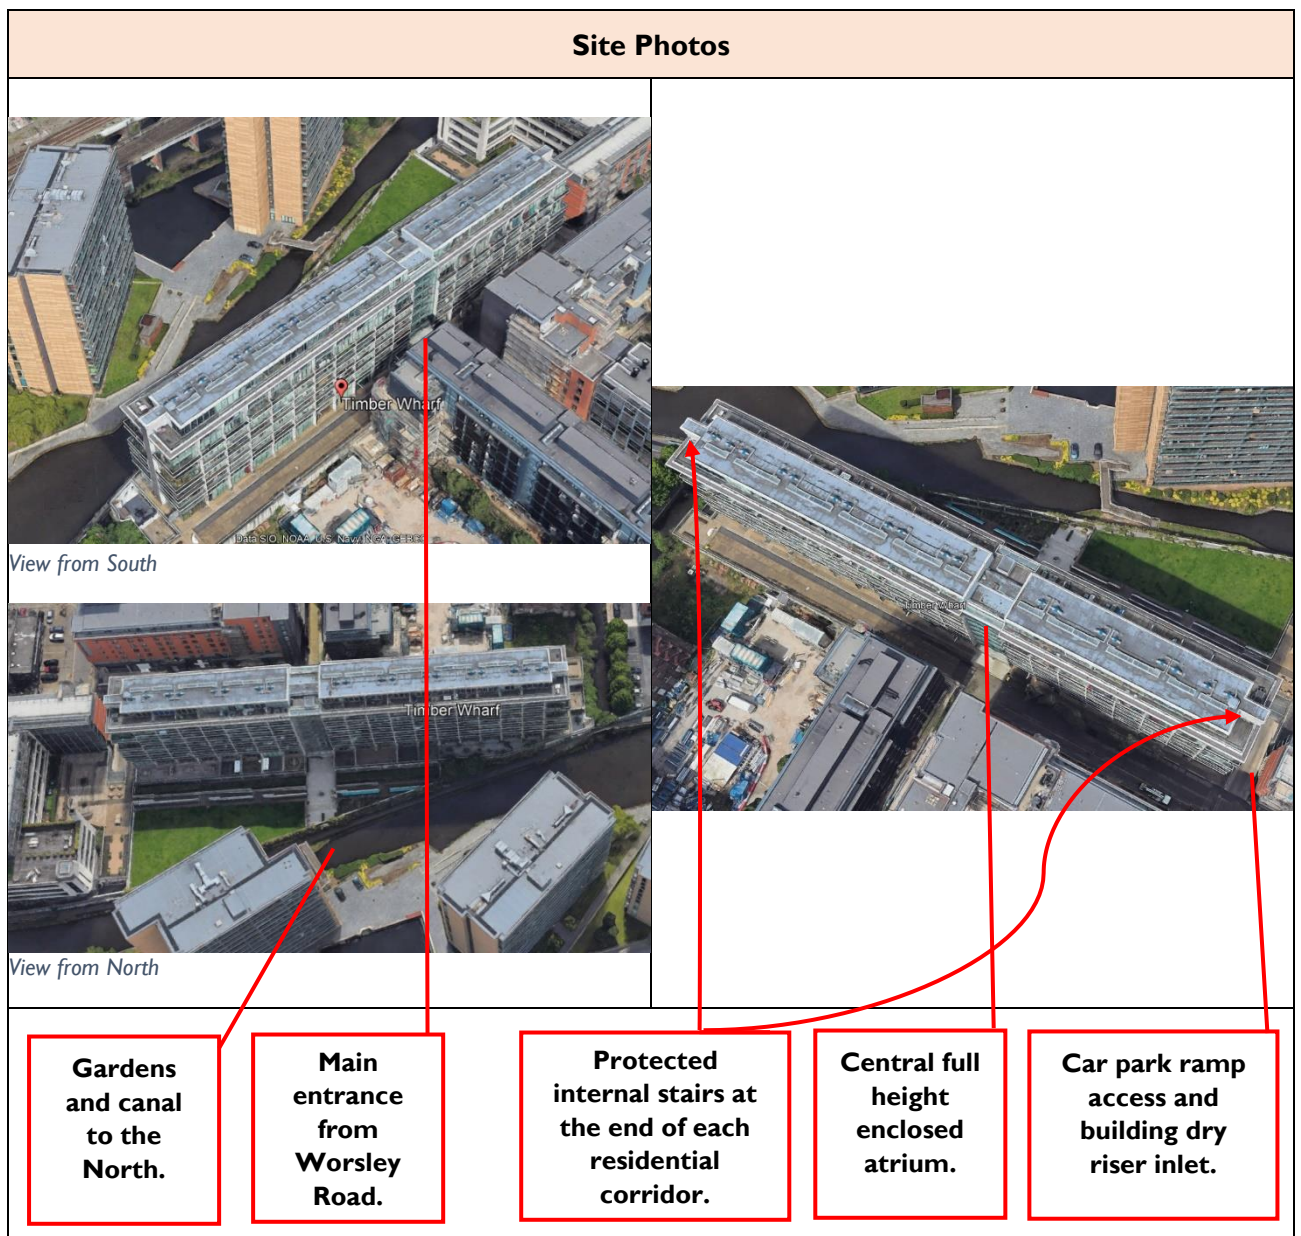 Site Photos
Timber Wharf
View from South
Timber Wharf
View from North
Timber Wharf
Gardens
and canal
to the
North.
Main
entrance
from
Worsley
Road.
Protected
internal stairs at
the end of each
residential
corridor.
Central full
height
enclosed
atrium.
Car park ramp
access and
building dry
riser inlet.